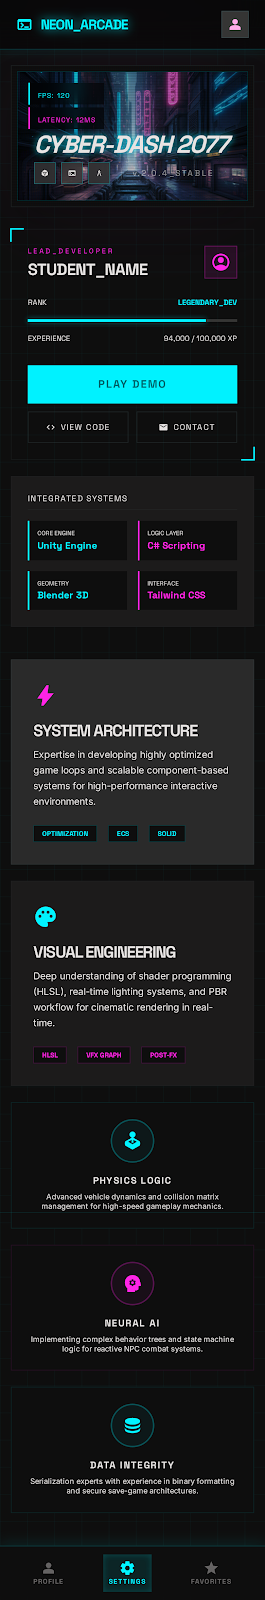 NEON_ARCADE
FPS: 120
LATENCY: 12MS
CYBER-DASH 2077
v.2.0.4_STABLE
LEAD_DEVELOPER
STUDENT_NAME
RANK LEGENDARY_DEV
EXPERIENCE 94,000 / 100,000 XP
PLAY DEMO
VIEW CODE CONTACT
INTEGRATED SYSTEMS
CORE ENGINE LOGIC LAYER
Unity Engine C# Scripting
GEOMETRY INTERFACE
Blender 3D Tailwind CSS
SYSTEM ARCHITECTURE
Expertise in developing highly optimized
game loops and scalable component-based
systems for high-performance interactive
environments.
OPTIMIZATION ECS SOLID
VISUAL ENGINEERING
Deep understanding of shader programming
(HLSL), real-time lighting systems, and PBR
workflow for cinematic rendering in real-
time.
HLSL VFX GRAPH POST-FX
PHYSICS LOGIC
Advanced vehicle dynamics and collision matrix
management for high-speed gameplay mechanics.
NEURAL AI
Implementing complex behavior trees and state machine
logic for reactive NPC combat systems.
DATA INTEGRITY
Serialization experts with experience in binary formatting
and secure save-game architectures.
PROFILE SETTINGS FAVORITES